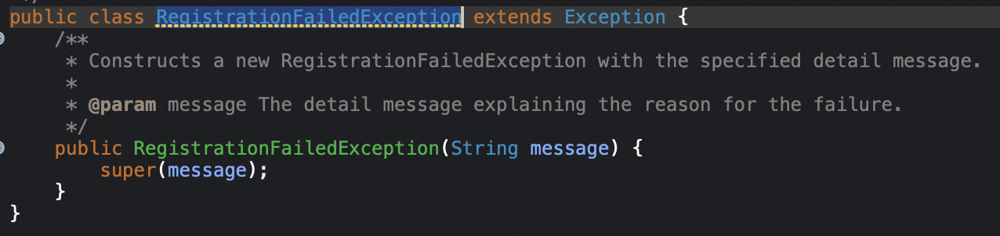 public class RegistrationFailedException extends Exception {
/**
* Constructs a new RegistrationFailedException with the specified detail message.
*
* @param message The detail message explaining the reason for the failure.
*/
public RegistrationFailedException(String message) {
super(message);
}
}